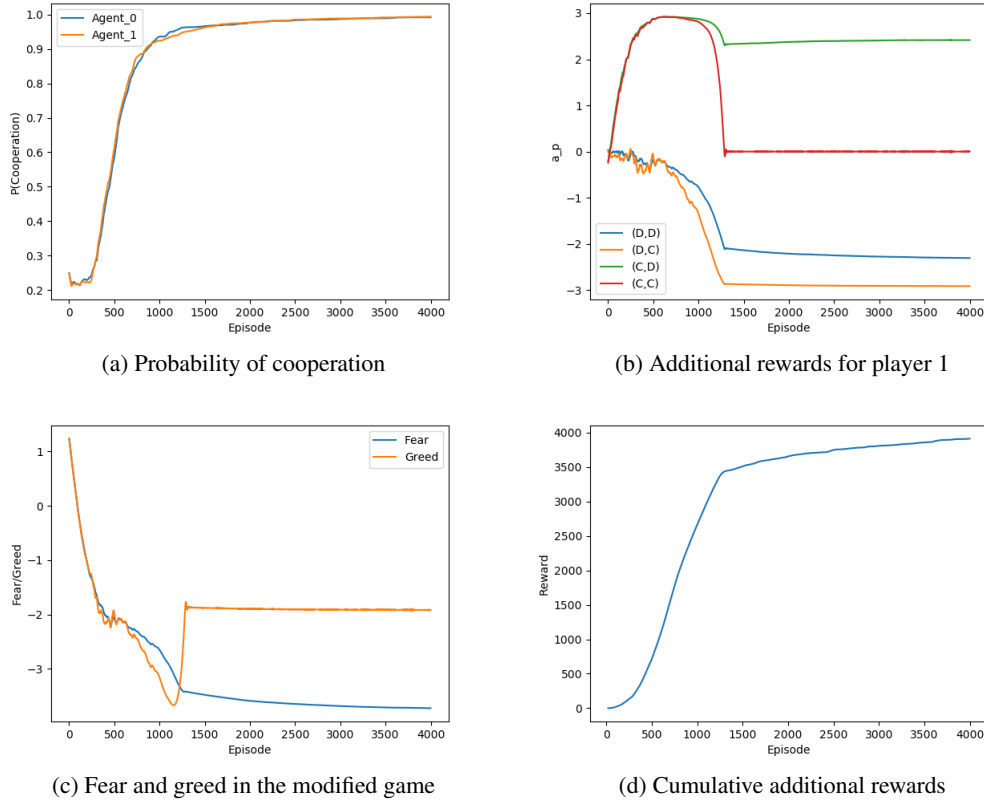 1.0
0.9
0.8
0.7
0.6
0.5
0.4
0.3
0.2
P(Cooperation)
Agent_0
Agent_1
0 500 1000 1500 2000 2500 3000 3500 4000
Episode
(a) Probability of cooperation
3
2
1
0
−1
−2
−3
a_p
(D,D)
(D,C)
(C,D)
(C,C)
0 500 1000 1500 2000 2500 3000 3500 4000
Episode
(b) Additional rewards for player 1
1
0
−1
−2
−3
Fear/Greed
Fear
Greed
0 500 1000 1500 2000 2500 3000 3500 4000
Episode
(c) Fear and greed in the modified game
4000
3500
3000
2500
2000
1500
1000
500
0
Reward
0 500 1000 1500 2000 2500 3000 3500 4000
Episode
(d) Cumulative additional rewards